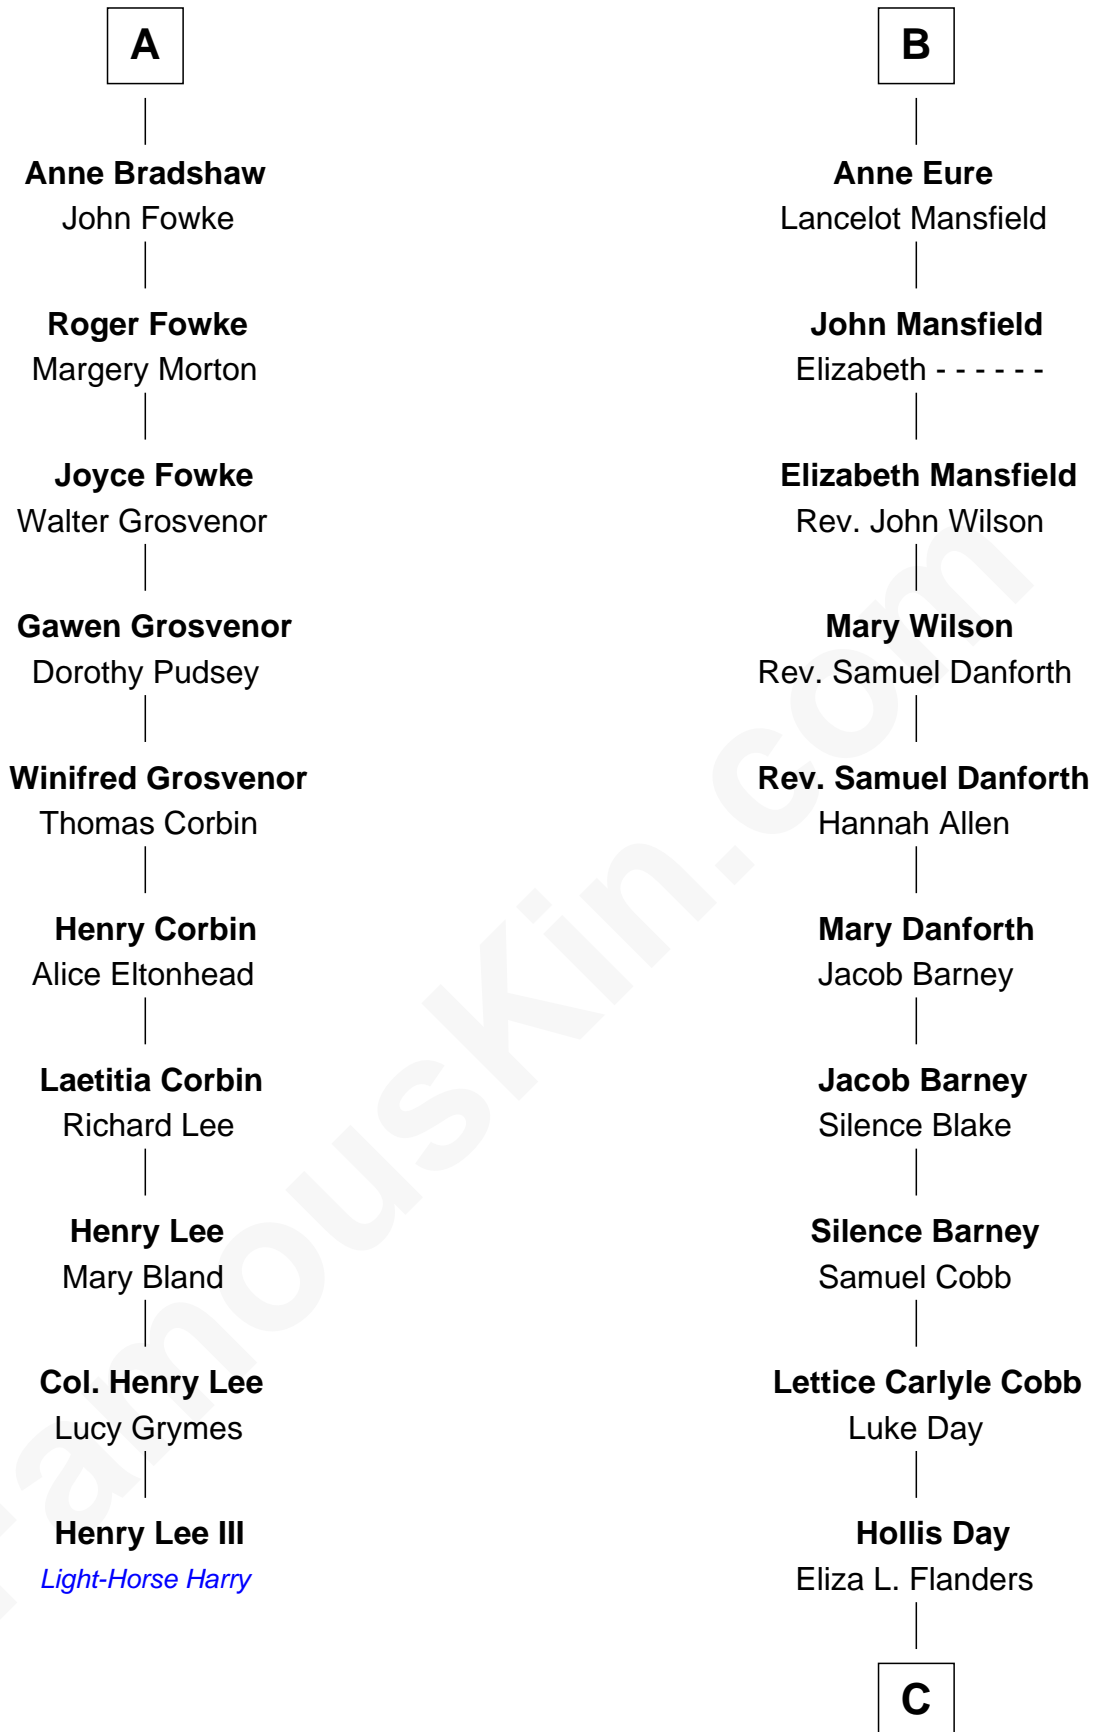 A
Anne Bradshaw
John Fowke
Roger Fowke
Margery Morton
Joyce Fowke
Walter Grosvenor
Gawen Grosvenor
Dorothy Pudsey
Winifred Grosvenor
Thomas Corbin
Henry Corbin
Alice Eltonhead
Laetitia Corbin
Richard Lee
Henry Lee
Mary Bland
Col. Henry Lee
Lucy Grymes
Henry Lee III
Light-Horse Harry
B
Anne Eure
Lancelot Mansfield
John Mansfield
Elizabeth - - - - - -
Elizabeth Mansfield
Rev. John Wilson
Mary Wilson
Rev. Samuel Danforth
Rev. Samuel Danforth
Hannah Allen
Mary Danforth
Jacob Barney
Jacob Barney
Silence Blake
Silence Barney
Samuel Cobb
Lettice Carlyle Cobb
Luke Day
Hollis Day
Eliza L. Flanders
C
FamousKin.com